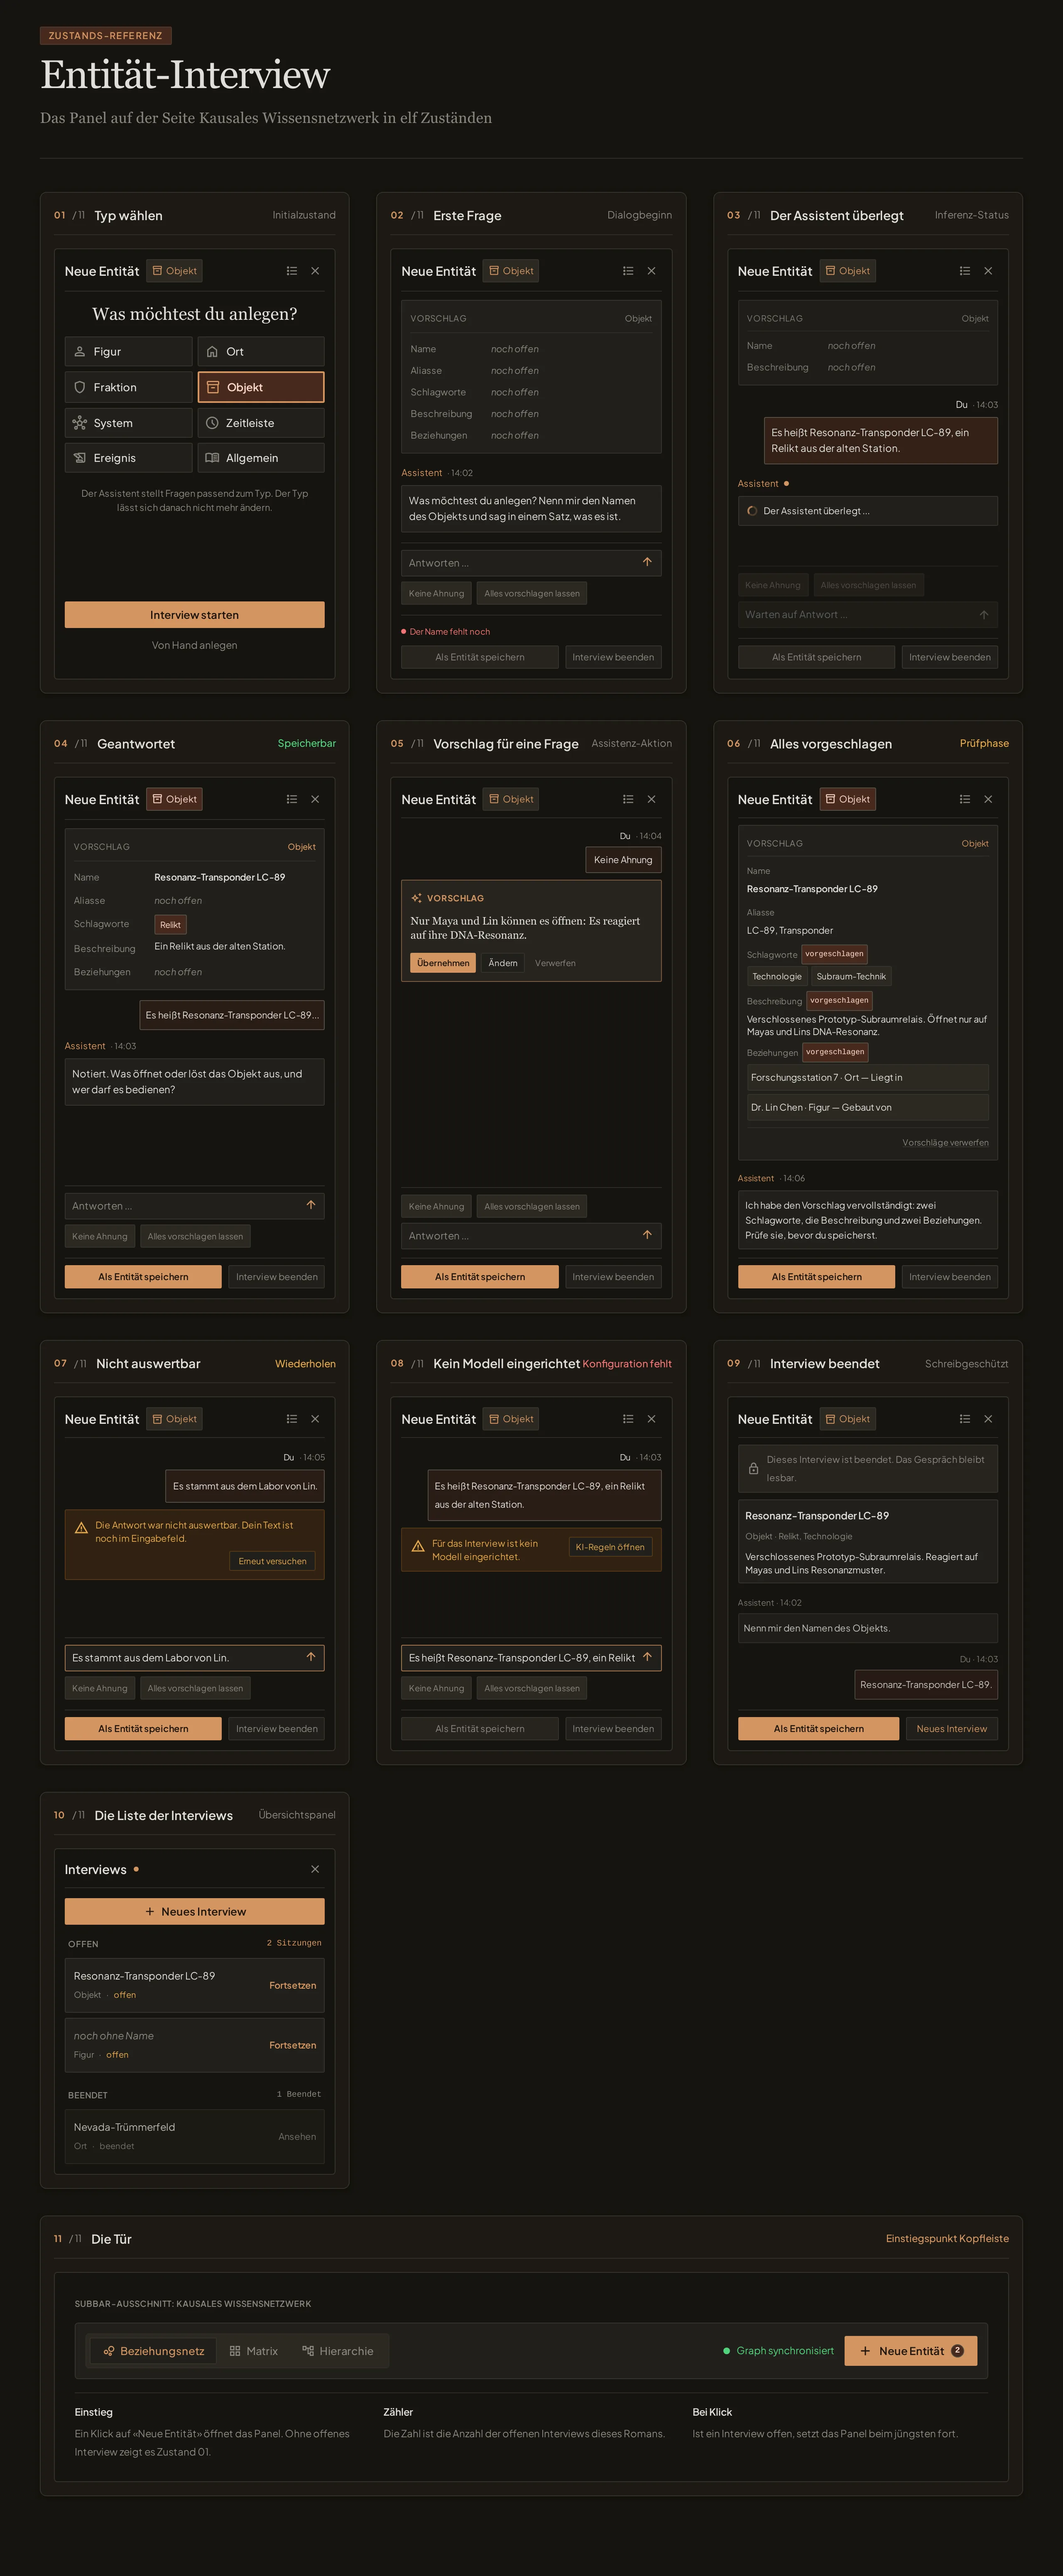 ZUSTANDS-REFERENZ
Entität-Interview
Das Panel auf der Seite Kausales Wissensnetzwerk in elf Zuständen
01 / 11 Typ wählen Initialzustand
Neue Entität Objekt
Was möchtest du anlegen?
Figur Ort
Fraktion Objekt
System Zeitleiste
Ereignis Allgemein
Der Assistent stellt Fragen passend zum Typ. Der Typ
lässt sich danach nicht mehr ändern.
Interview starten
Von Hand anlegen
02 / 11 Erste Frage Dialogbeginn
Neue Entität Objekt
VORSCHLAG Objekt
Name noch offen
Aliasse noch offen
Schlagworte noch offen
Beschreibung noch offen
Beziehungen noch offen
Assistent · 14:02
Was möchtest du anlegen? Nenn mir den Namen
des Objekts und sag in einem Satz, was es ist.
Antworten ...
Keine Ahnung Alles vorschlagen lassen
Der Name fehlt noch
Als Entität speichern Interview beenden
03 / 11 Der Assistent überlegt Inferenz-Status
Neue Entität Objekt
VORSCHLAG Objekt
Name noch offen
Beschreibung noch offen
Du · 14:03
Es heißt Resonanz-Transponder LC-89, ein
Relikt aus der alten Station.
Assistent
Der Assistent überlegt ...
Keine Ahnung Alles vorschlagen lassen
Warten auf Antwort ...
Als Entität speichern Interview beenden
04 / 11 Geantwortet Speicherbar
Neue Entität Objekt
VORSCHLAG Objekt
Name Resonanz-Transponder LC-89
Aliasse noch offen
Schlagworte Relikt
Beschreibung Ein Relikt aus der alten Station.
Beziehungen noch offen
Es heißt Resonanz-Transponder LC-89...
Assistent · 14:03
Notiert. Was öffnet oder löst das Objekt aus, und
wer darf es bedienen?
Antworten ...
Keine Ahnung Alles vorschlagen lassen
Als Entität speichern Interview beenden
05 / 11 Vorschlag für eine Frage Assistenz-Aktion
Neue Entität Objekt
Du · 14:04
Keine Ahnung
VORSCHLAG
Nur Maya und Lin können es öffnen: Es reagiert
auf ihre DNA-Resonanz.
Übernehmen Ändern Verwerfen
Keine Ahnung Alles vorschlagen lassen
Antworten ...
Als Entität speichern Interview beenden
06 / 11 Alles vorgeschlagen Prüfphase
Neue Entität Objekt
VORSCHLAG Objekt
Name
Resonanz-Transponder LC-89
Aliasse
LC-89, Transponder
Schlagworte vorgeschlagen
Technologie Subraum-Technik
Beschreibung vorgeschlagen
Verschlossenes Prototyp-Subraumrelais. Öffnet nur auf
Mayas und Lins DNA-Resonanz.
Beziehungen vorgeschlagen
Forschungsstation 7 · Ort — Liegt in
Dr. Lin Chen · Figur — Gebaut von
Vorschläge verwerfen
Assistent · 14:06
Ich habe den Vorschlag vervollständigt: zwei
Schlagworte, die Beschreibung und zwei Beziehungen.
Prüfe sie, bevor du speicherst.
Als Entität speichern Interview beenden
07 / 11 Nicht auswertbar Wiederholen
Neue Entität Objekt
Du · 14:05
Es stammt aus dem Labor von Lin.
Die Antwort war nicht auswertbar. Dein Text ist
noch im Eingabefeld.
Erneut versuchen
Es stammt aus dem Labor von Lin.
Keine Ahnung Alles vorschlagen lassen
Als Entität speichern Interview beenden
08 / 11 Kein Modell eingerichtet Konfiguration fehlt
Neue Entität Objekt
Du · 14:03
Es heißt Resonanz-Transponder LC-89, ein Relikt
aus der alten Station.
Für das Interview ist kein
Modell eingerichtet.
KI-Regeln öffnen
Es heißt Resonanz-Transponder LC-89, ein Relikt
Keine Ahnung Alles vorschlagen lassen
Als Entität speichern Interview beenden
09 / 11 Interview beendet Schreibgeschützt
Neue Entität Objekt
Dieses Interview ist beendet. Das Gespräch bleibt
lesbar.
Resonanz-Transponder LC-89
Objekt · Relikt, Technologie
Verschlossenes Prototyp-Subraumrelais. Reagiert auf
Mayas und Lins Resonanzmuster.
Assistent · 14:02
Nenn mir den Namen des Objekts.
Du · 14:03
Resonanz-Transponder LC-89.
Als Entität speichern Neues Interview
10 / 11 Die Liste der Interviews Übersichtspanel
Interviews
Neues Interview
OFFEN 2 Sitzungen
Resonanz-Transponder LC-89
Objekt · offen
Fortsetzen
noch ohne Name
Figur · offen
Fortsetzen
BEENDET 1 Beendet
Nevada-Trümmerfeld
Ort · beendet
Ansehen
11 / 11 Die Tür Einstiegspunkt Kopfleiste
SUBBAR-AUSSCHNITT: KAUSALES WISSENSNETZWERK
Beziehungsnetz Matrix Hierarchie Graph synchronisiert Neue Entität 2
Einstieg
Ein Klick auf «Neue Entität» öffnet das Panel. Ohne offenes
Interview zeigt es Zustand 01.
Zähler
Die Zahl ist die Anzahl der offenen Interviews dieses Romans.
Bei Klick
Ist ein Interview offen, setzt das Panel beim jüngsten fort.